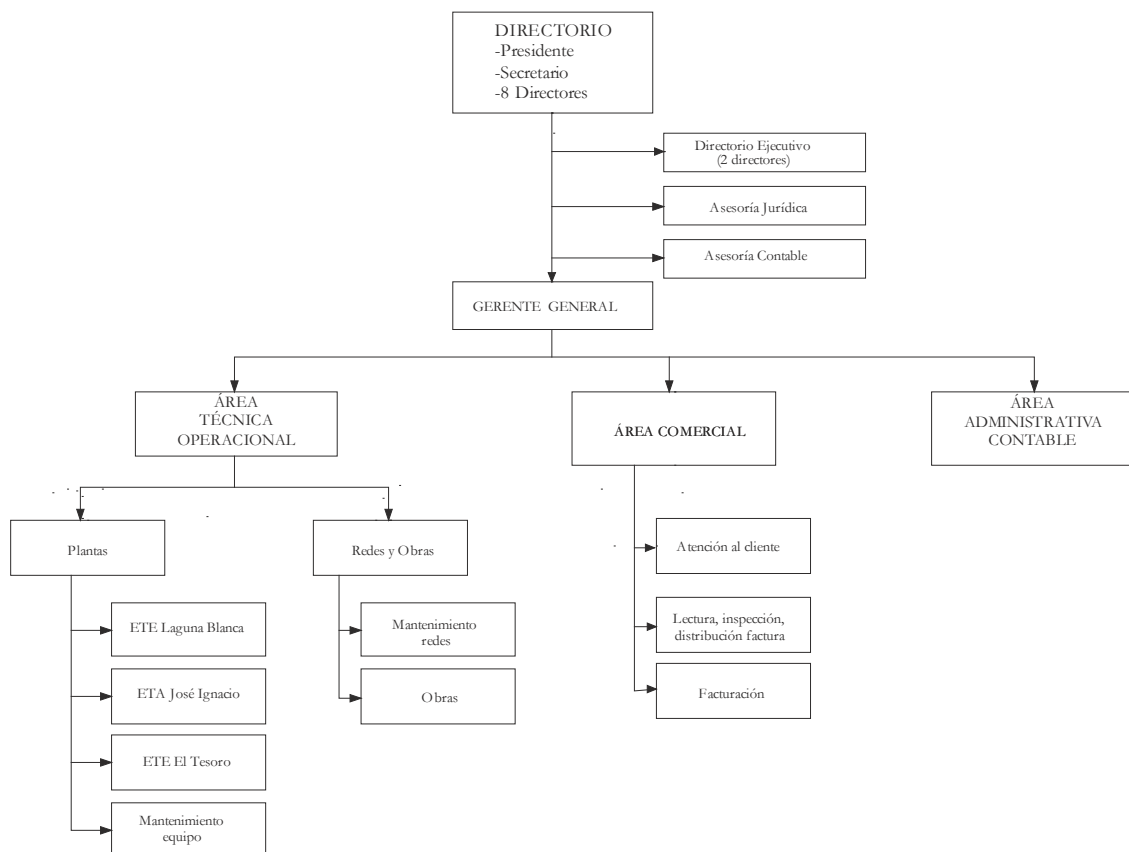 DIRECTORIO
-Presidente
-Secretario
-8 Directores
Directorio Ejecutivo
(2 directores)
Asesoría Jurídica
Asesoría Contable
GERENTE GENERAL
ÁREA
TÉCNICA
OPERACIONAL
ÁREA COMERCIAL
ÁREA
ADMINISTRATIVA
CONTABLE
Plantas
Redes y Obras
Atención al cliente
ETE Laguna Blanca
Mantenimiento
redes
Lectura, inspección,
distribución factura
ETA José Ignacio
Obras
Facturación
ETE El Tesoro
Mantenimiento
equipo